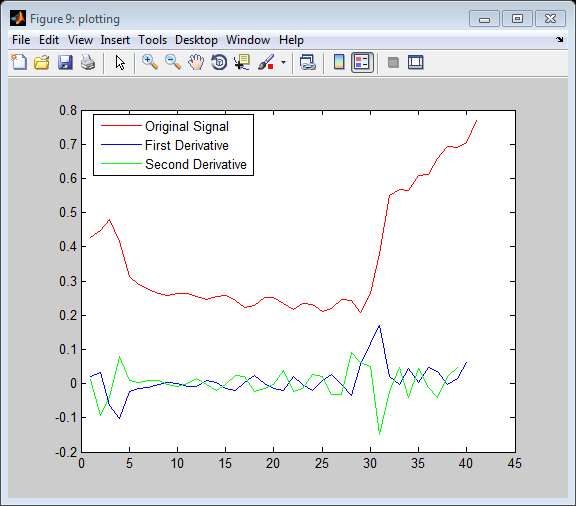 Figure 9: plotting
File Edit View Insert Tools Desktop Window Help
0.8
0.7
0.6
0.5
0.4
0.3
0.2
0.1
0
-0.1
-0.2
Original Signal
First Derivative
Second Derivative
0 5 10 15 20 25 30 35 40 45